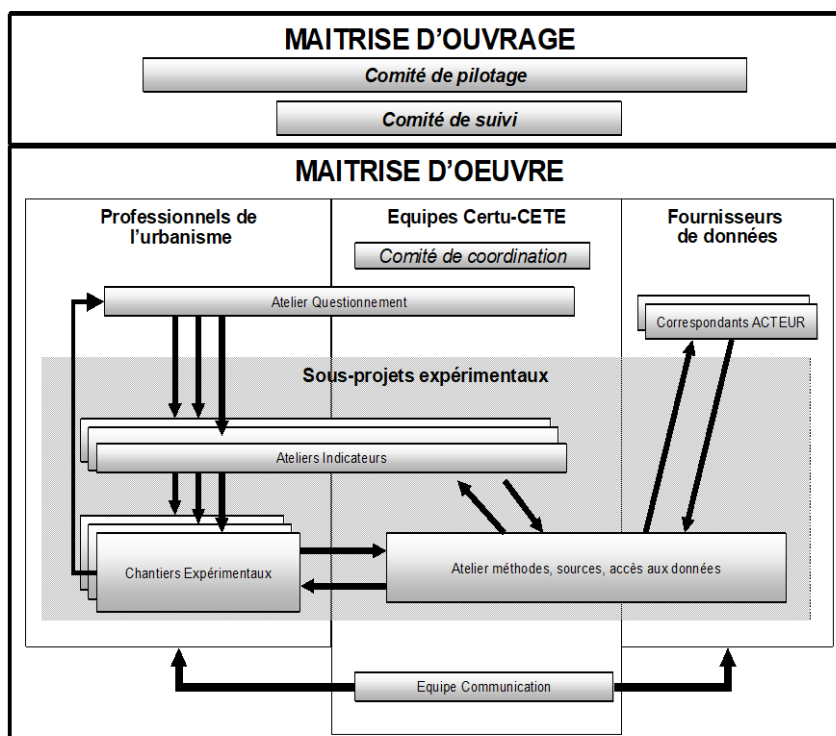 MAITRISE D'OUVRAGE
Comité de pilotage
Comité de suivi
MAITRISE D'OEUVRE
Professionnels de
l'urbanisme
Equipes Certu-CETE
Fournisseurs
de données
Comité de coordination
Atelier Questionnement
Correspondants ACTEUR
Sous-projets expérimentaux
Ateliers Indicateurs
Chantiers Expérimentaux
Atelier méthodes, sources, accès aux données
Equipe Communication